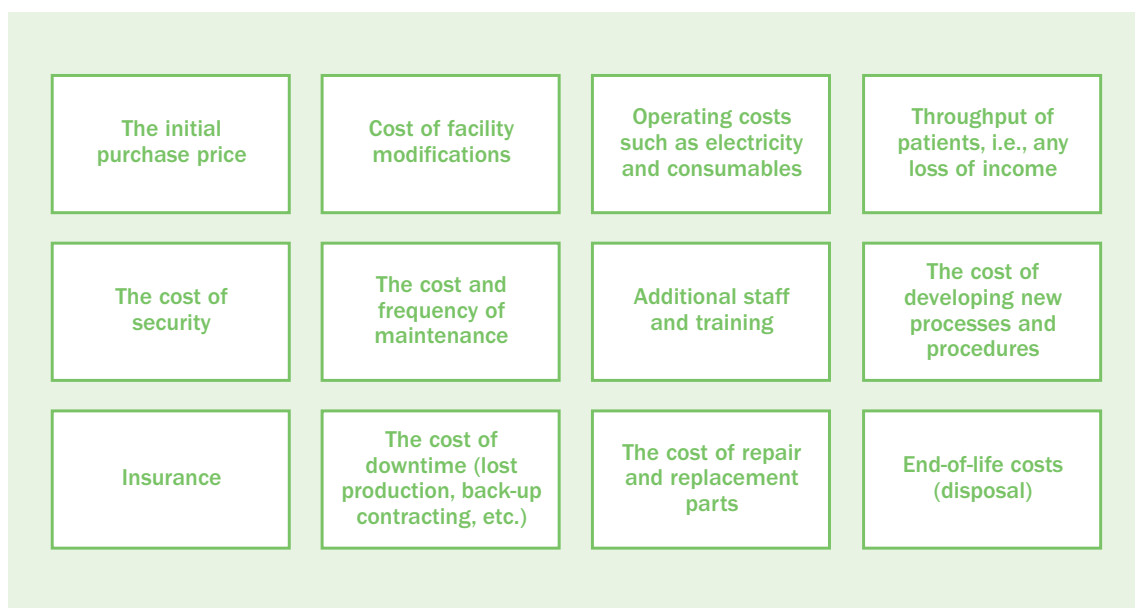 The initial
purchase price
Cost of facility
modifications
Operating costs
such as electricity
and consumables
Throughput of
patients, i.e., any
loss of income
The cost of
security
The cost and
frequency of
maintenance
Additional staff
and training
The cost of
developing new
processes and
procedures
Insurance
The cost of
downtime (lost
production, back-up
contracting, etc.)
The cost of repair
and replacement
parts
End-of-life costs
(disposal)